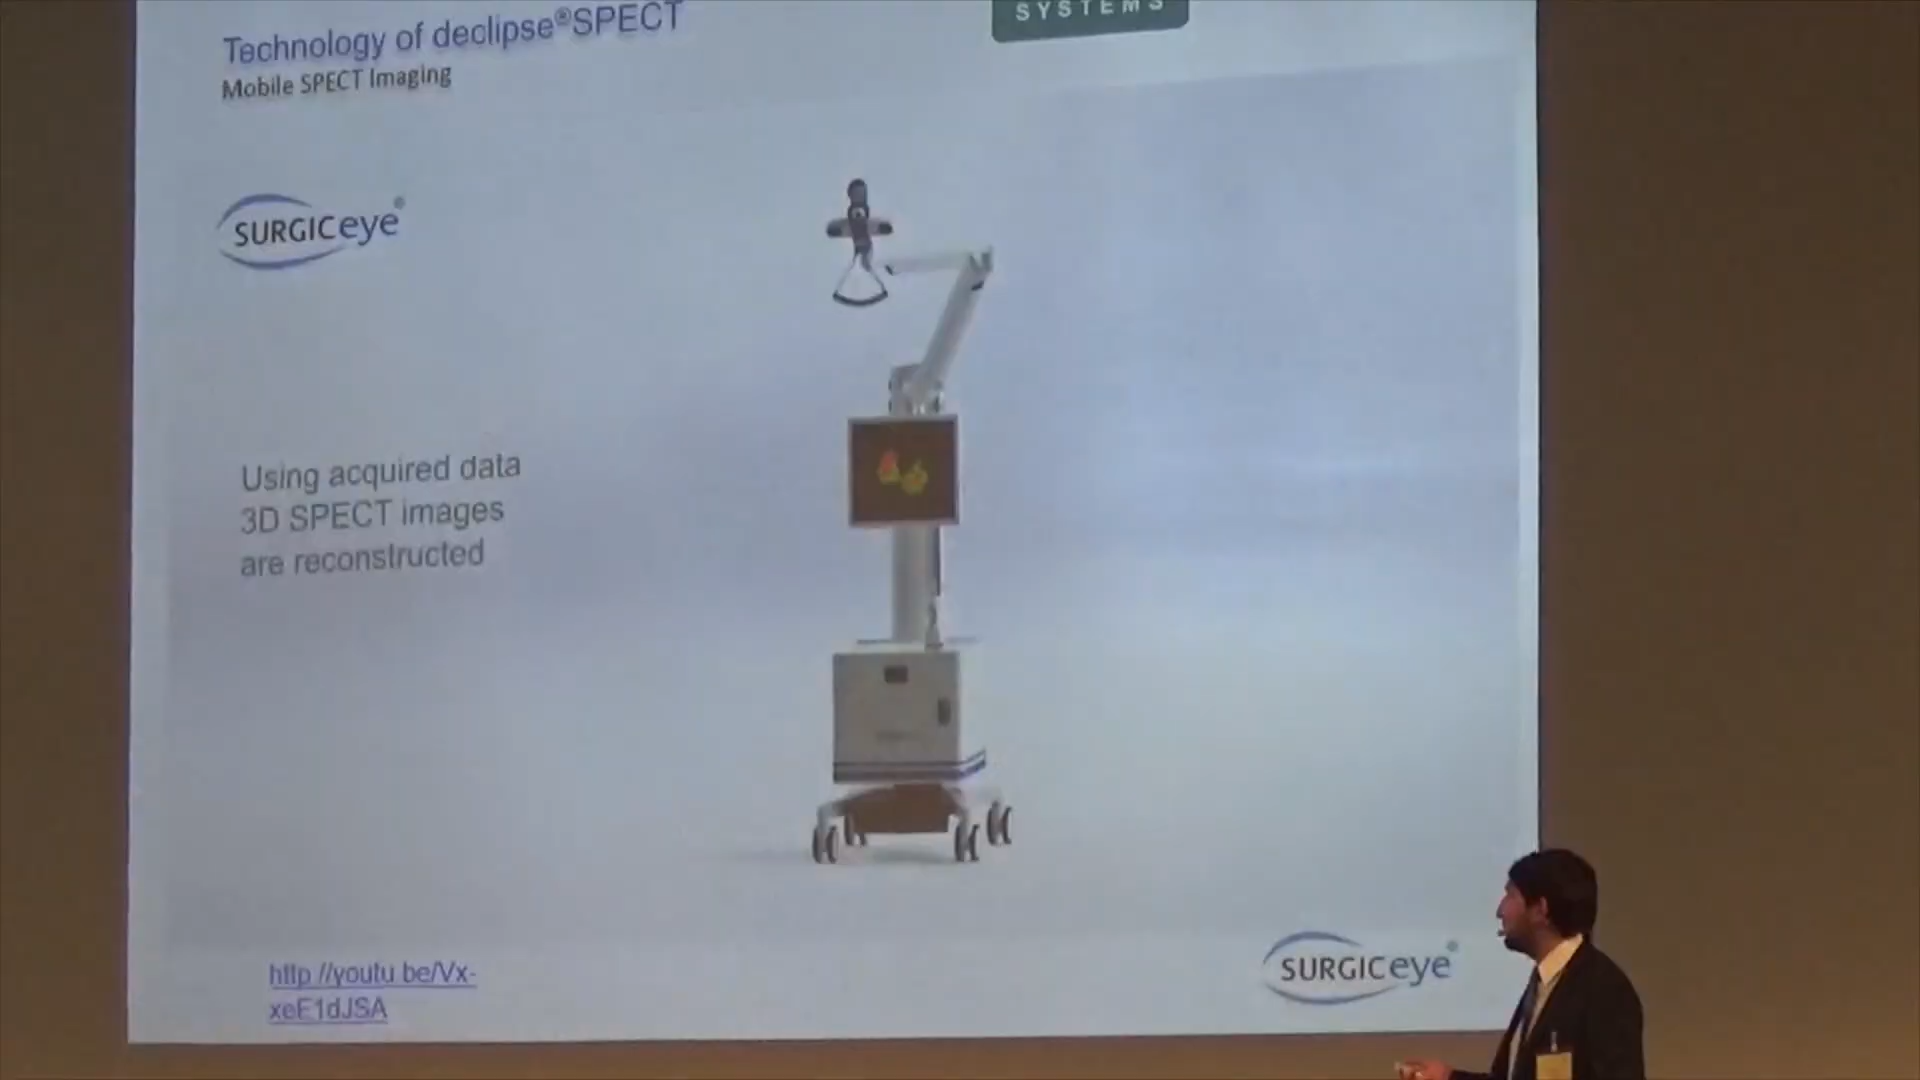 Technology of declipse®SPECT
Mobile SPECT Imaging
SYSTEMS
SURGICeye®
Using acquired data
3D SPECT images
are reconstructed
http //youtu be/Vx-
xeE1dJSA
SURGICeye®